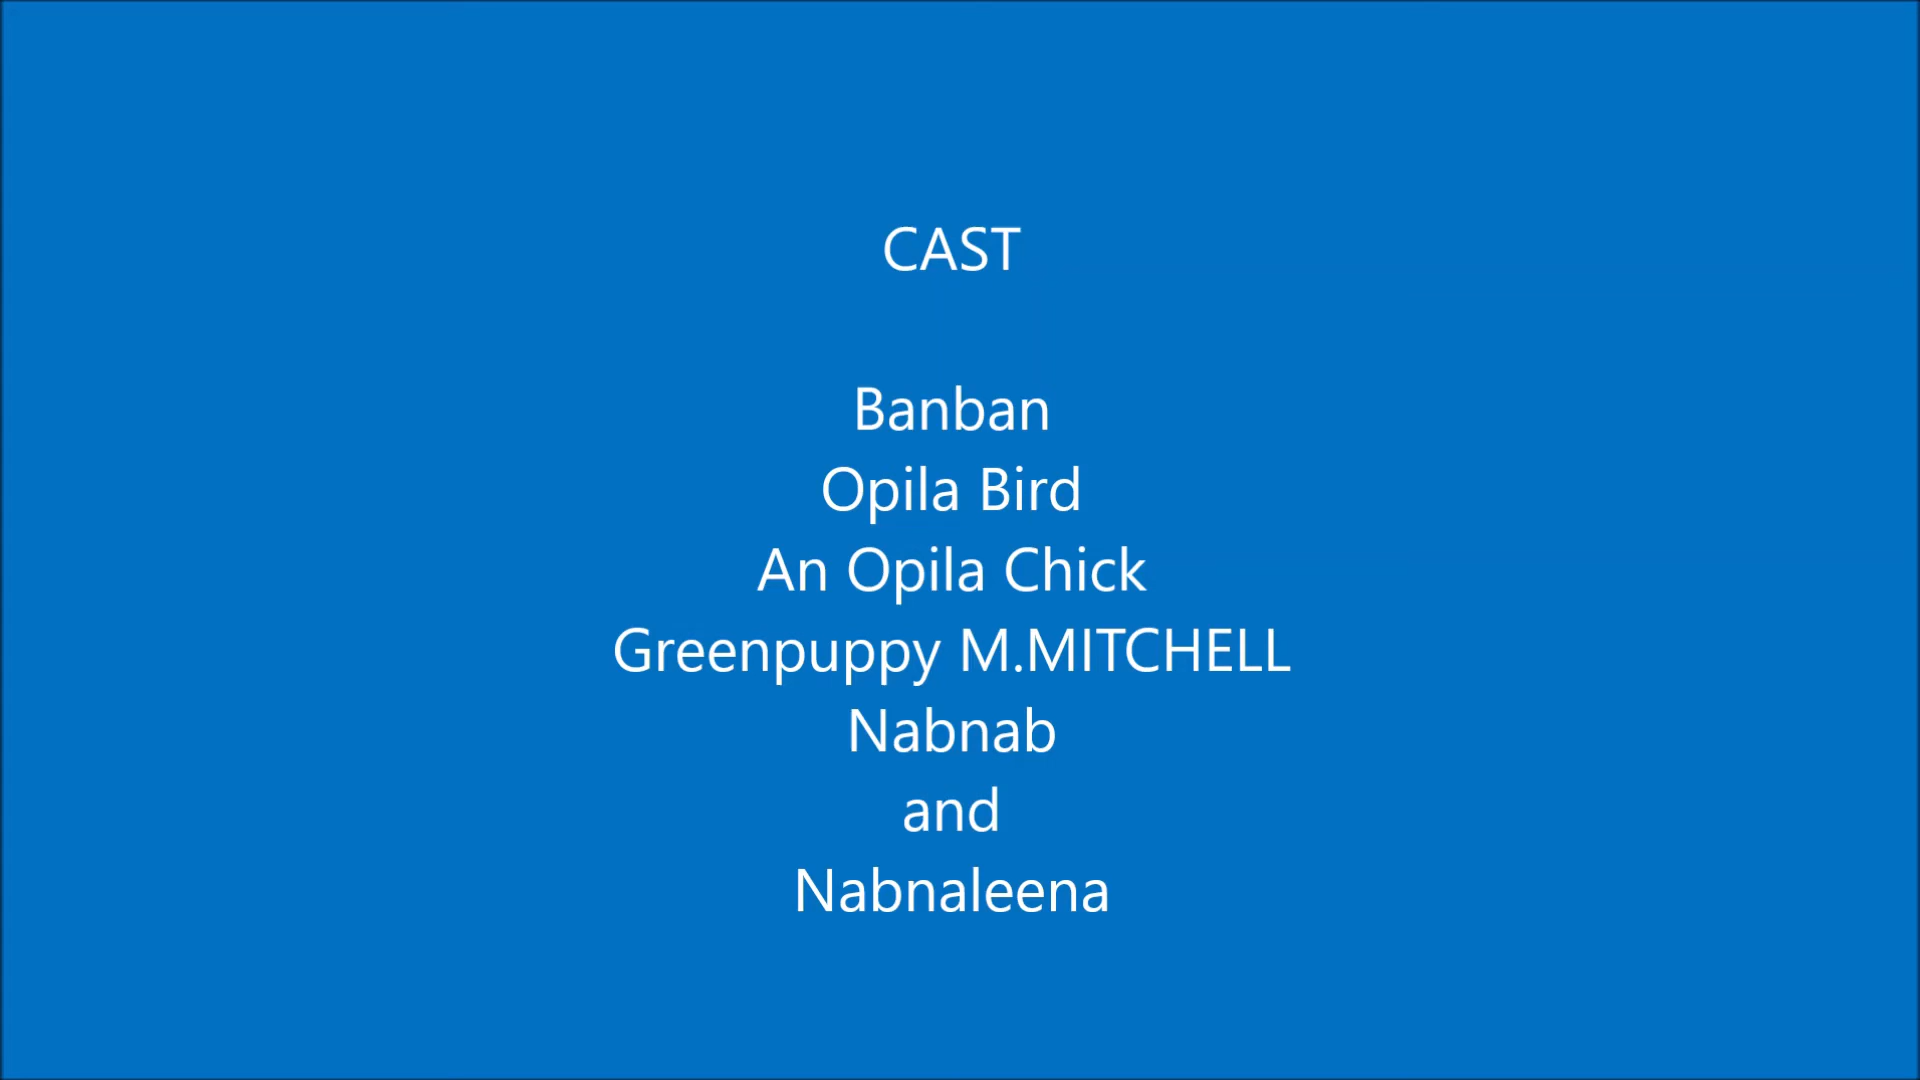 CAST
Banban
Opila Bird
An Opila Chick
Greenpuppy M.MITCHELL
Nabnab
and
Nabnaleena